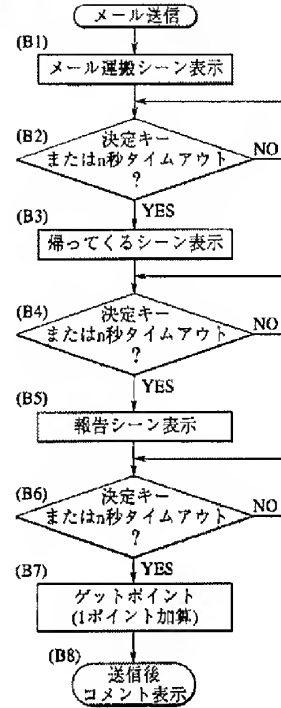 メール送信
(B1)
メール運搬シーン表示
(B2)
決定キー
またはn秒タイムアウト
?
NO
YES
(B3)
帰ってくるシーン表示
(B4)
決定キー
またはn秒タイムアウト
?
NO
YES
(B5)
報告シーン表示
(B6)
決定キー
またはn秒タイムアウト
?
NO
YES
(B7)
ゲットポイント
(1ポイント加算)
(B8)
送信後
コメント表示